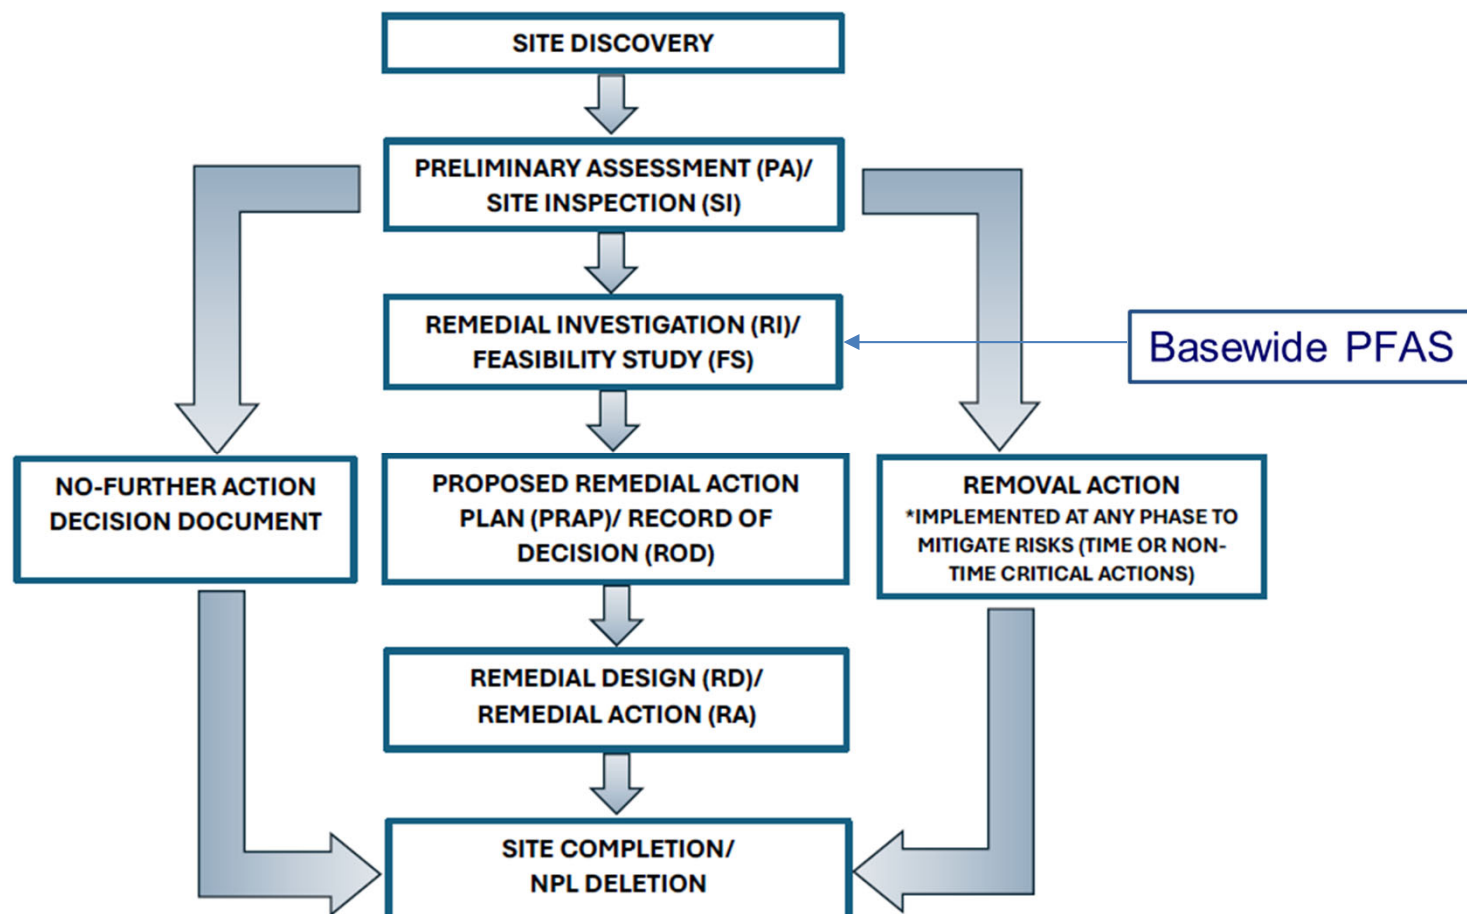 SITE DISCOVERY
PRELIMINARY ASSESSMENT (PA)/
SITE INSPECTION (SI)
REMEDIAL INVESTIGATION (RI)/
FEASIBILITY STUDY (FS)
Basewide PFAS
NO-FURTHER ACTION
DECISION DOCUMENT
PROPOSED REMEDIAL ACTION
PLAN (PRAP)/ RECORD OF
DECISION (ROD)
REMOVAL ACTION
*IMPLEMENTED AT ANY PHASE TO
MITIGATE RISKS (TIME OR NON-
TIME CRITICAL ACTIONS)
REMEDIAL DESIGN (RD)/
REMEDIAL ACTION (RA)
SITE COMPLETION/
NPL DELETION